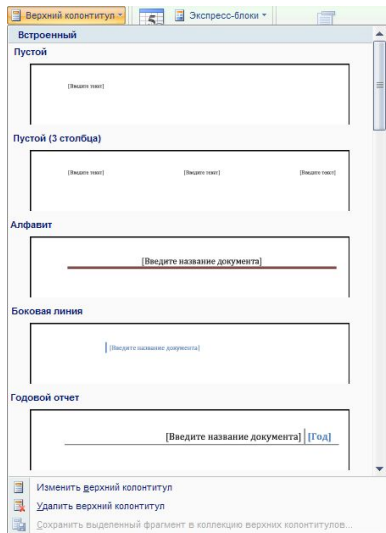 Верхний колонтитул
5
Экспресс-блоки
Встроенный
Пустой
[Введите текст]
Пустой (3 столбца)
[Введите текст] [Введите текст] [Введите текст]
Алфавит
[Введите название документа]
Боковая линия
[Введите название документа]
Годовой отчет
[Введите название документа] [Год]
Изменить верхний колонтитул
Удалить верхний колонтитул
Сохранить выделенный фрагмент в коллекцию верхних колонтитулов...